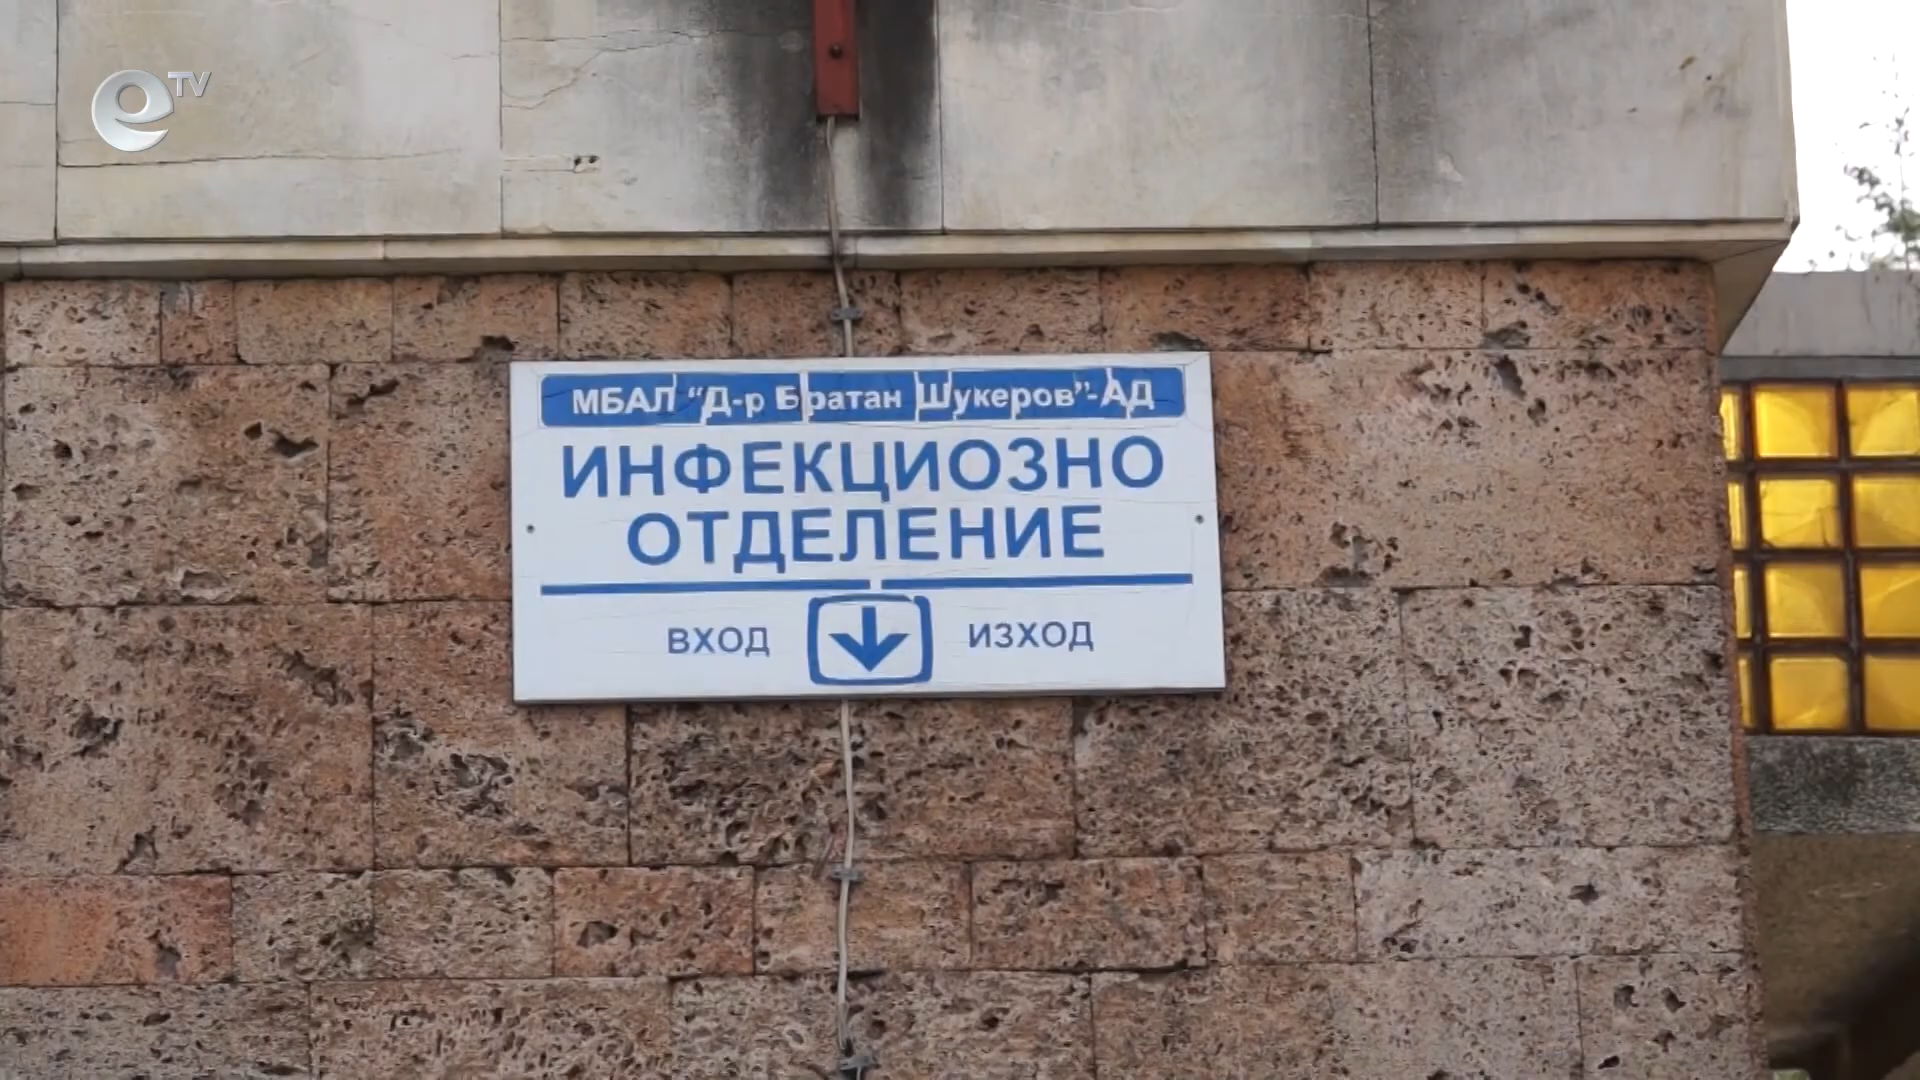 eTV
МБАЛ “Д-р Братан Шукеров”-АД
ИНФЕКЦИОЗНО
ОТДЕЛЕНИЕ
ВХОД ИЗХОД